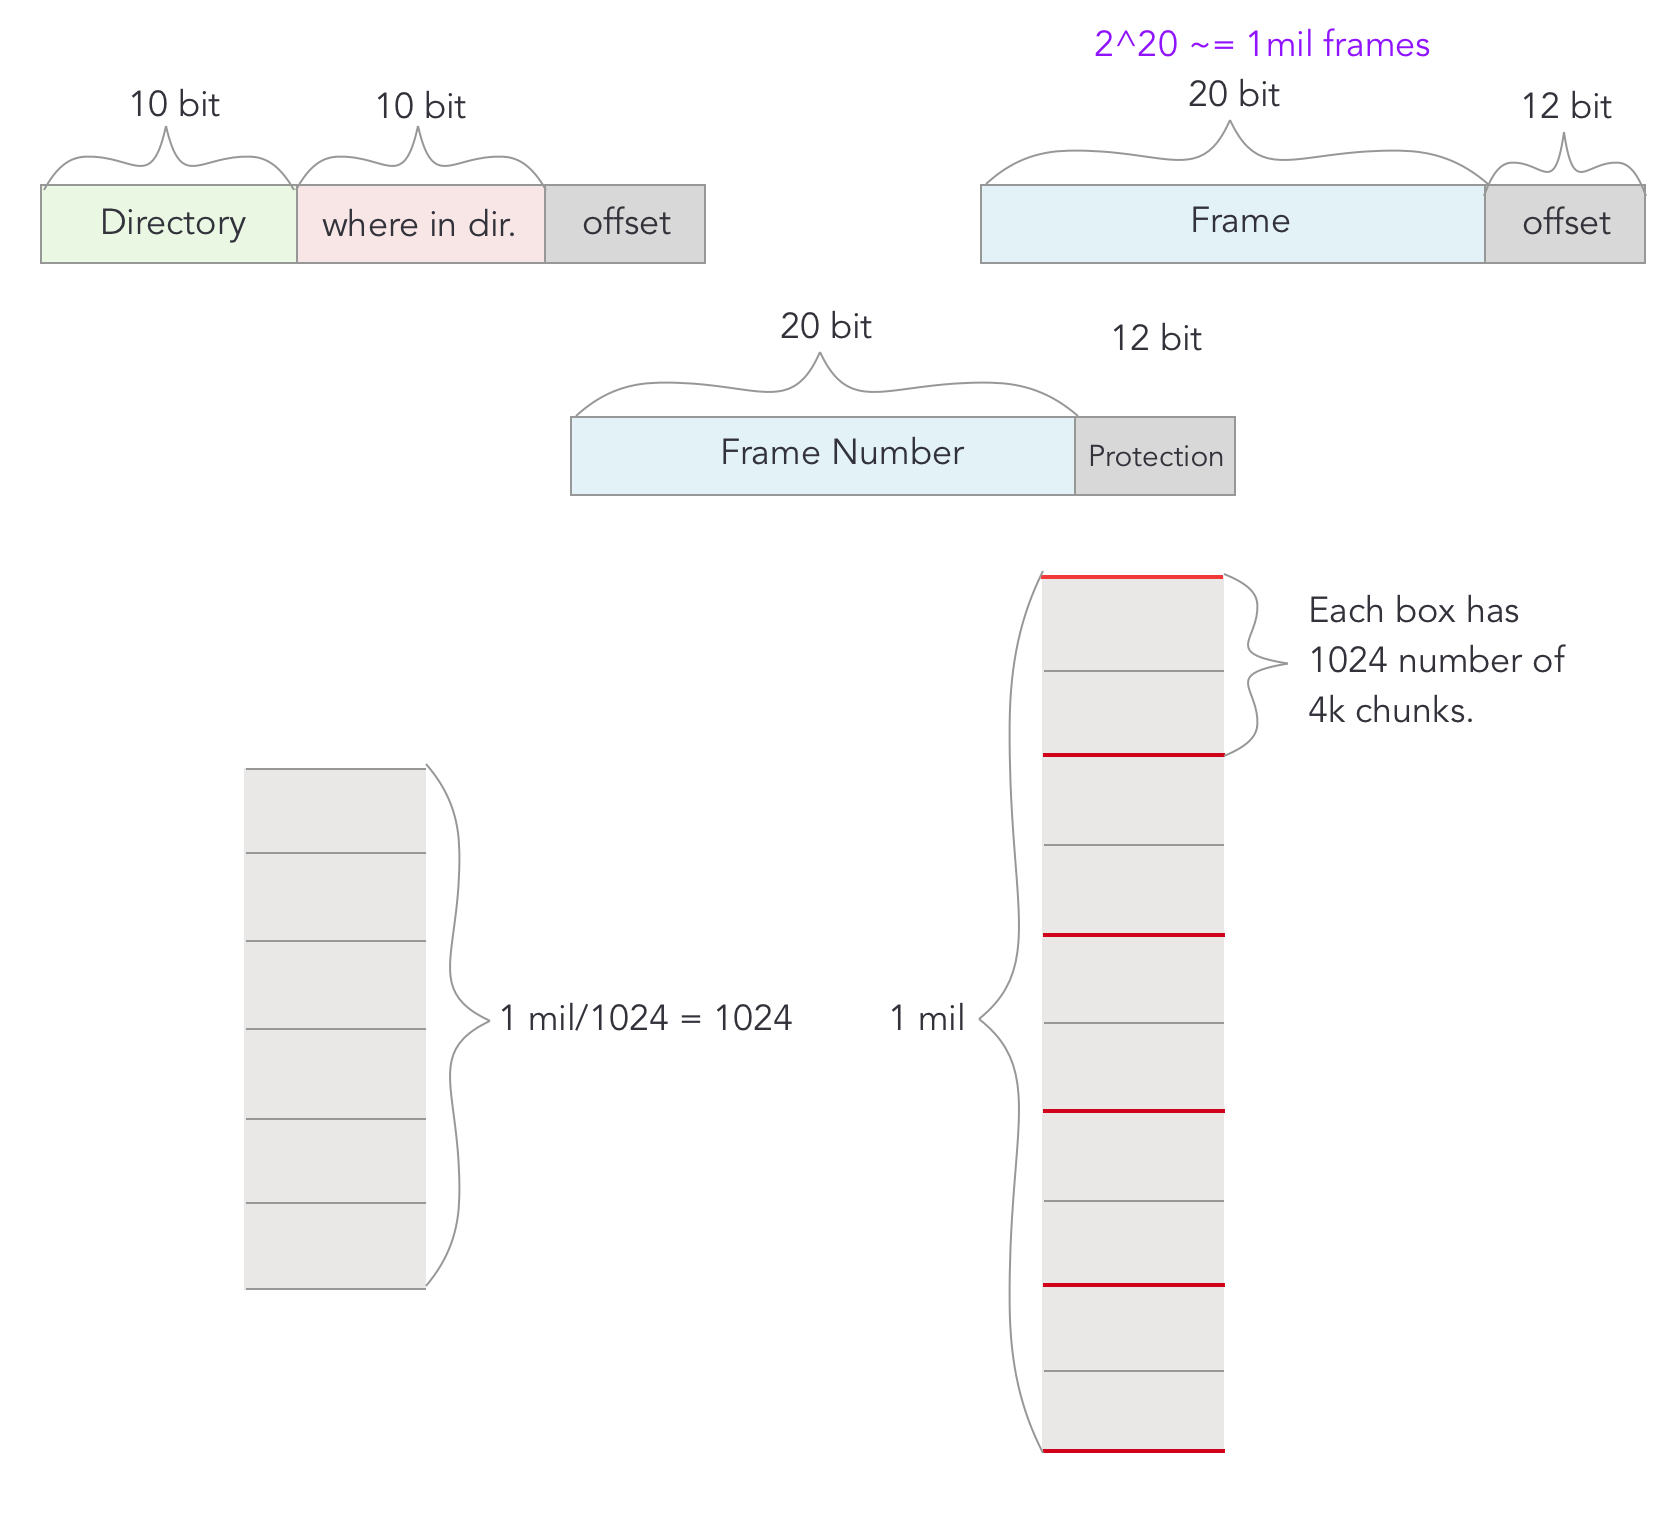 2^20 ~= 1mil frames
10 bit
10 bit
20 bit
12 bit
Directory
where in dir.
offset
Frame
offset
20 bit
12 bit
Frame Number
Protection
Each box has
1024 number of
4k chunks.
1 mil/1024 = 1024
1 mil